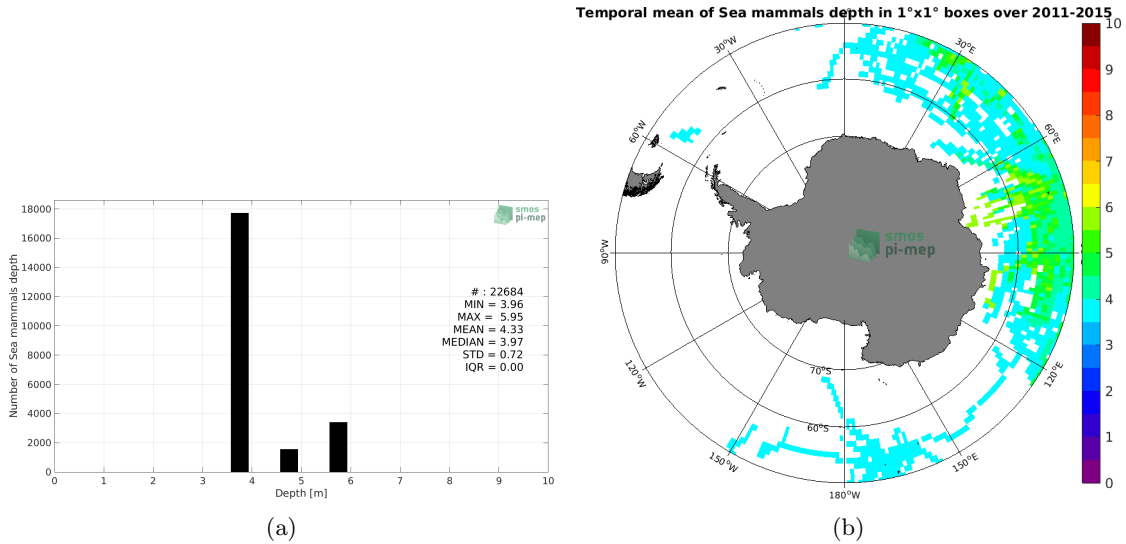 Temporal mean of Sea mammals depth in 1°x1° boxes over 2011-2015
18000
16000
14000
12000
10000
8000
6000
4000
2000
0
Number of Sea mammals depth
smos
pi-mep
# : 22684
MIN = 3.96
MAX = 5.95
MEAN = 4.33
MEDIAN = 3.97
STD = 0.72
IQR = 0.00
0 1 2 3 4 5 6 7 8 9 10
Depth [m]
(a)
30°W
30°E
60°W
60°E
90°W
smos
pi-mep
120°W
120°E
70°S
60°S
150°W
150°E
180°W
10
9
8
7
6
5
4
3
2
1
0
(b)